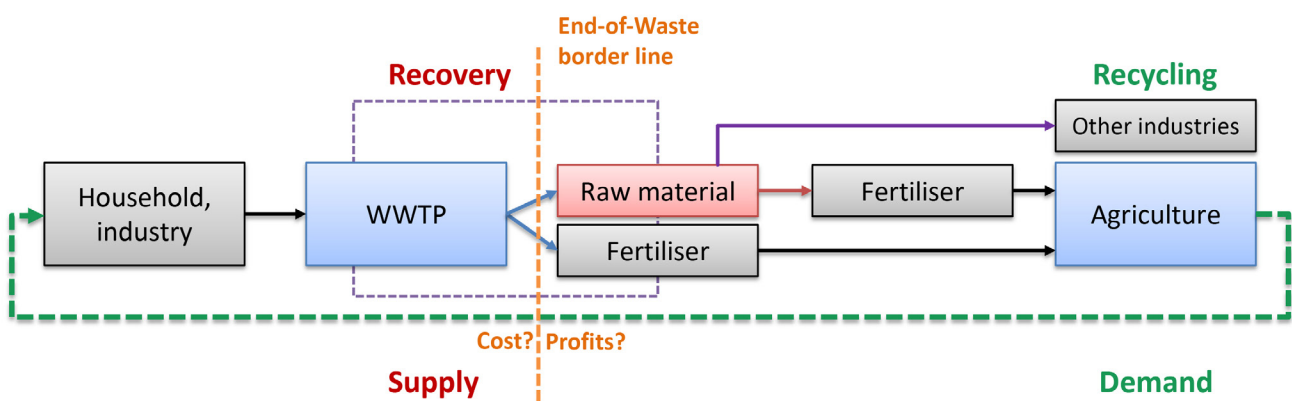 End-of-Waste
border line
Recovery
Recycling
Other industries
Household,
industry
WWTP
Raw material
Fertiliser
Agriculture
Fertiliser
Cost?
Profits?
Supply
Demand